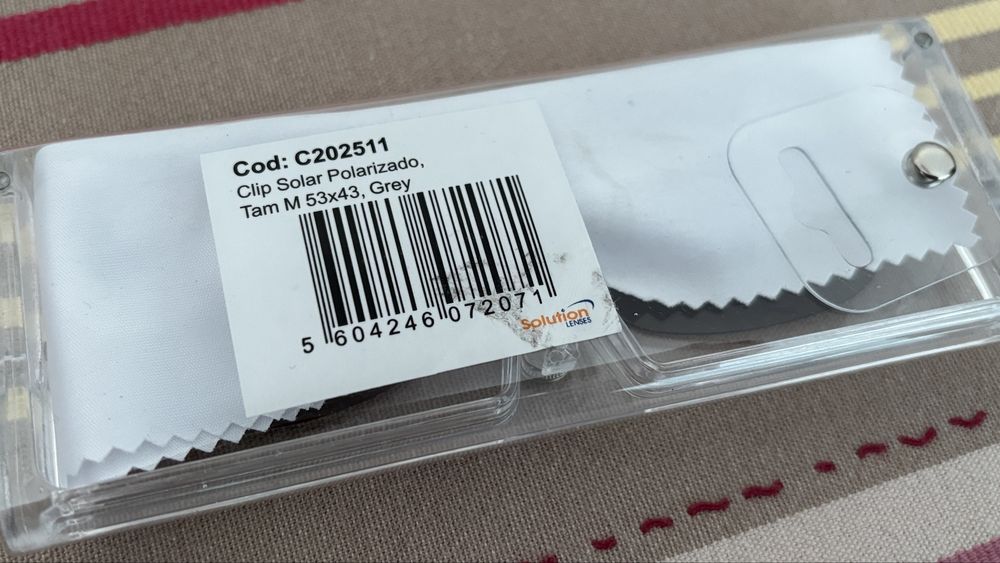 Cod: C202511
Clip Solar Polarizado,
Tam M 53x43, Grey
5 604246 072071
Solution
LENSES